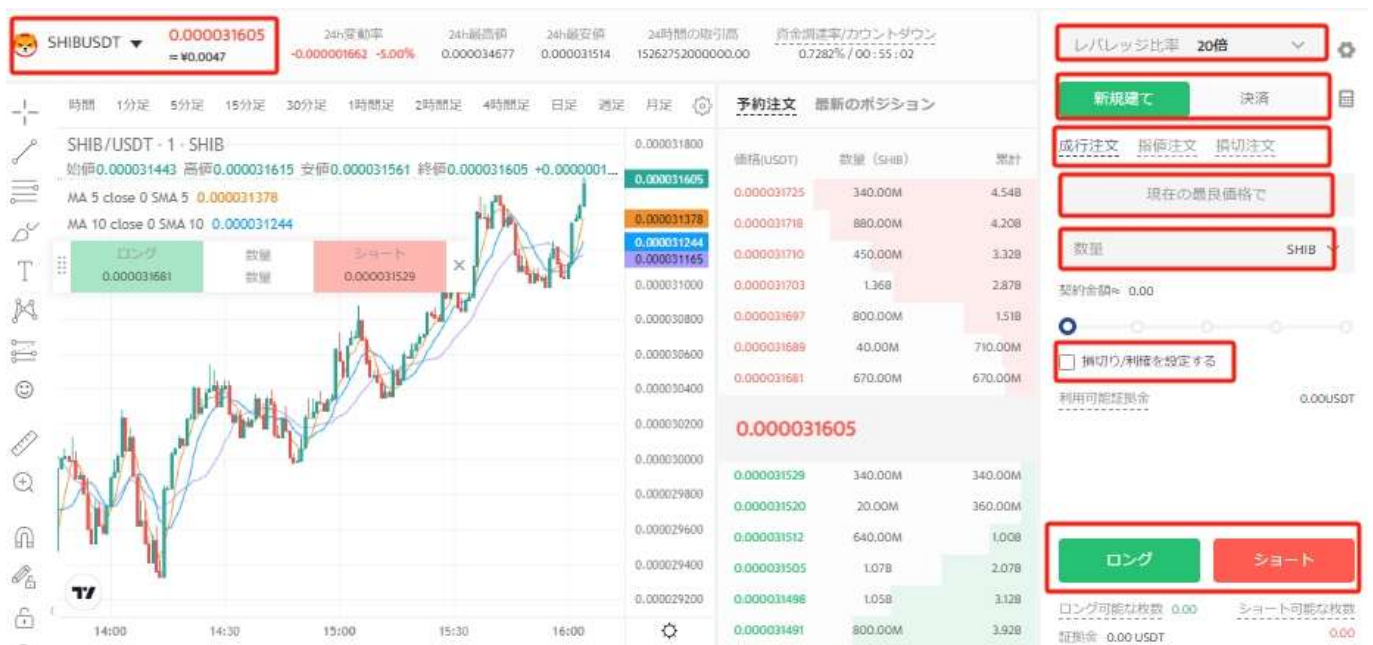 SHIBUSDT
0.000031605
= ¥0.0047
24h変動率
-0.000001662 -5.00%
24h最高値
0.000034677
24h最安値
0.000031514
24時間の取引高
15262752000000.00
資金調達率/カウントダウン
0.7282% / 00 : 55 : 02
時間 1分足 5分足 15分足 30分足 1時間足 2時間足 4時間足 日足 週足 月足
SHIB/USDT · 1 · SHIB
始値0.000031443 高値0.000031615 安値0.000031561 終値0.000031605 +0.0000001...
MA 5 close 0 SMA 5 0.000031378
MA 10 close 0 SMA 10 0.000031244
ロング 数量 ショート
0.000031681 数量 0.000031529
0.000031800
0.000031605
0.000031378
0.000031244
0.000031165
0.000031000
0.000030800
0.000030600
0.000030400
0.000030200
0.000030000
0.000029800
0.000029600
0.000029400
0.000029200
14:00 14:30 15:00 15:30 16:00
予約注文 最新のポジション
価格(USDT) 数量（SHIB） 累計
0.000031725 340.00M 4.54B
0.000031718 880.00M 4.20B
0.000031710 450.00M 3.32B
0.000031703 1.36B 2.87B
0.000031697 800.00M 1.51B
0.000031689 40.00M 710.00M
0.000031681 670.00M 670.00M
0.000031605
0.000031529 340.00M 340.00M
0.000031520 20.00M 360.00M
0.000031512 640.00M 1.00B
0.000031505 1.07B 2.07B
0.000031498 1.05B 3.12B
0.000031491 800.00M 3.92B
レバレッジ比率 20倍
新規建て 決済
成行注文 指値注文 損切注文
現在の最良価格で
数量 SHIB
契約金額≈ 0.00
損切り/利確を設定する
利用可能証拠金 0.00USDT
ロング ショート
ロング可能な枚数 0.00 ショート可能な枚数
0.00
証拠金 0.00 USDT